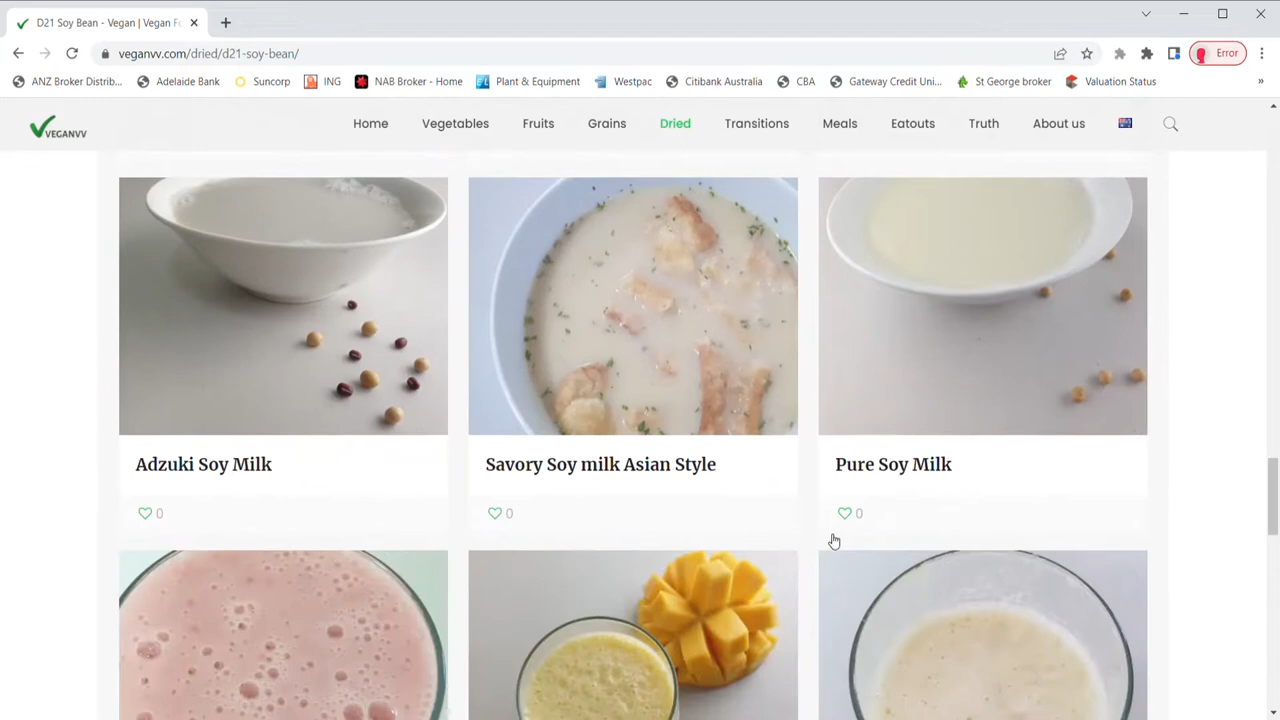 D21 Soy Bean - Vegan | Vegan Fo
veganvv.com/dried/d21-soy-bean/
Error
ANZ Broker Distrib... Adelaide Bank Suncorp ING NAB Broker - Home Plant & Equipment Westpac Citibank Australia CBA Gateway Credit Uni... St George broker Valuation Status »
VEGANVV Home Vegetables Fruits Grains Dried Transitions Meals Eatouts Truth About us
Adzuki Soy Milk
Savory Soy milk Asian Style
Pure Soy Milk
0
0
0